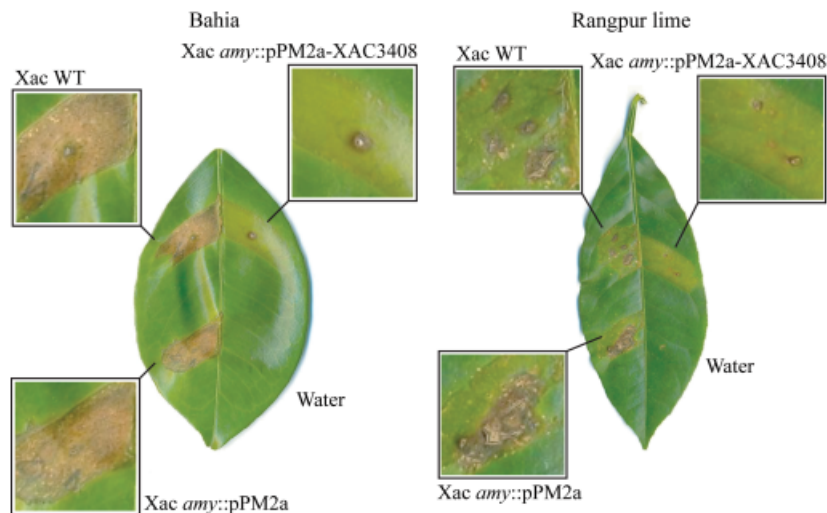 Bahia
Xac WT
Xac amy::pPM2a-XAC3408
Water
Xac amy::pPM2a
Rangpur lime
Xac WT
Xac amy::pPM2a-XAC3408
Water
Xac amy::pPM2a